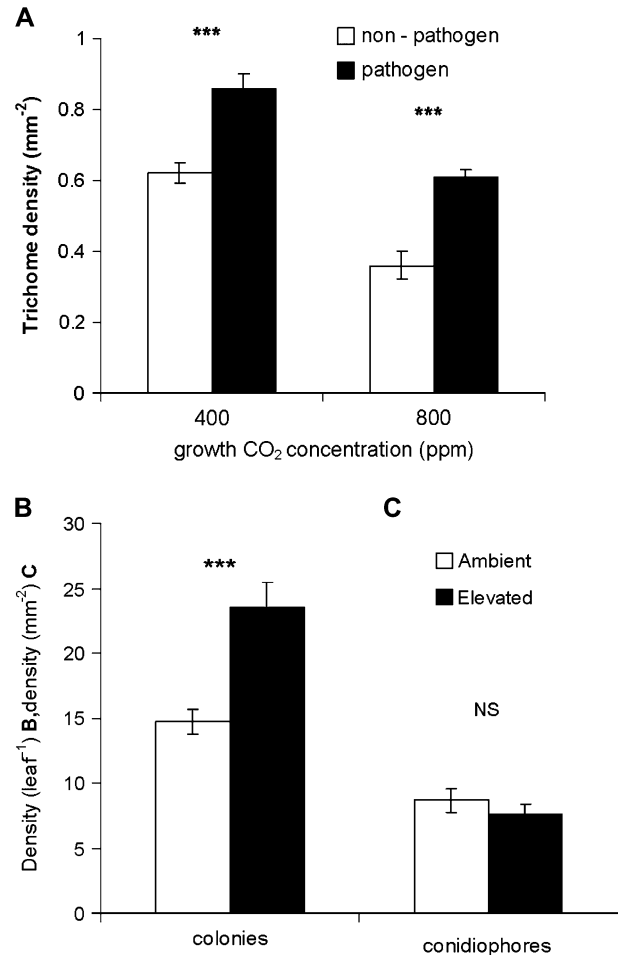 A
Trichome density (mm⁻²)
1
0.8
0.6
0.4
0.2
0
***
***
non - pathogen
pathogen
400
800
growth CO₂ concentration (ppm)
B
C
Density (leaf⁻¹) B,density (mm⁻²) C
30
25
20
15
10
5
0
***
NS
Ambient
Elevated
colonies
conidiophores